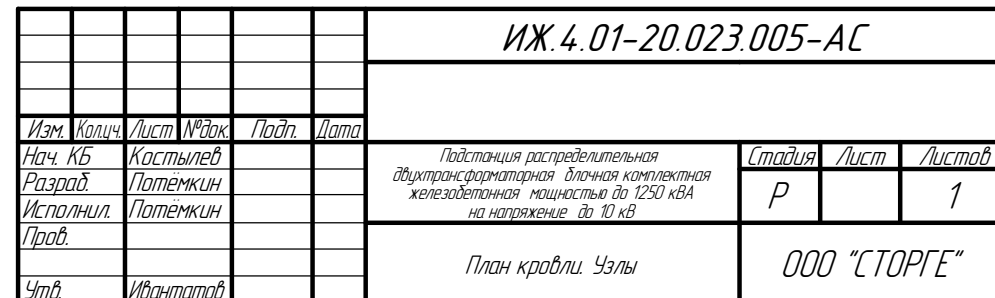 ИЖ.4.01-20.023.005-АС
Изм. Кол.уч. Лист №док. Подп. Дата
Нач. КБ Костылев
Разраб. Потёмкин
Исполнил. Потёмкин
Пров.
Утв. Ивантатов
Подстанция распределительная
двухтрансформаторная блочная комплектная
железобетонная мощностью до 1250 кВА
на напряжение до 10 кВ
Стадия Лист Листов
Р 1
План кровли. Узлы
ООО "СТОРГЕ"